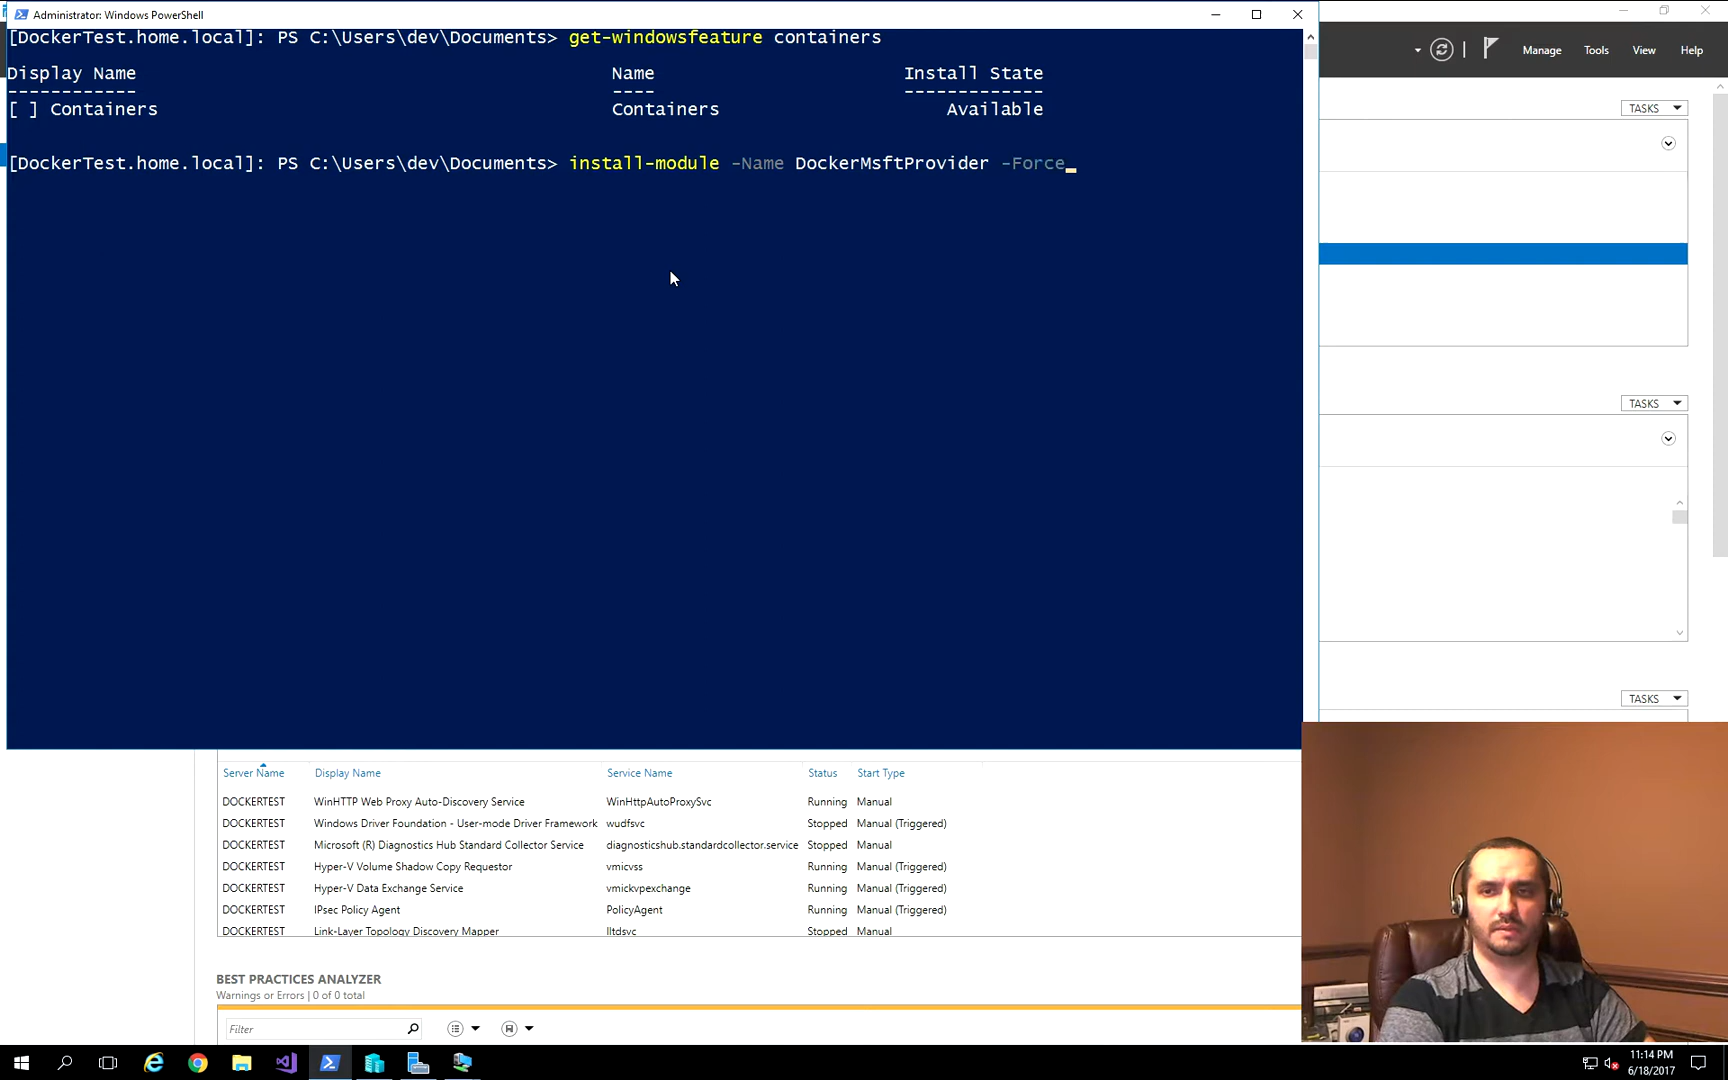 Administrator: Windows PowerShell
[DockerTest.home.local]: PS C:\Users\dev\Documents> get-windowsfeature containers
Display Name Name Install State
------------ ---- -------------
[ ] Containers Containers Available
[DockerTest.home.local]: PS C:\Users\dev\Documents> install-module -Name DockerMsftProvider -Force
Manage Tools View Help
TASKS
TASKS
TASKS
Server Name Display Name Service Name Status Start Type
DOCKERTEST WinHTTP Web Proxy Auto-Discovery Service WinHttpAutoProxySvc Running Manual
DOCKERTEST Windows Driver Foundation - User-mode Driver Framework wudfsvc Stopped Manual (Triggered)
DOCKERTEST Microsoft (R) Diagnostics Hub Standard Collector Service diagnosticshub.standardcollector.service Stopped Manual
DOCKERTEST Hyper-V Volume Shadow Copy Requestor vmicvss Running Manual (Triggered)
DOCKERTEST Hyper-V Data Exchange Service vmickvpexchange Running Manual (Triggered)
DOCKERTEST IPsec Policy Agent PolicyAgent Running Manual (Triggered)
DOCKERTEST Link-Layer Topology Discovery Mapper lltdsvc Stopped Manual
BEST PRACTICES ANALYZER
Warnings or Errors | 0 of 0 total
Filter
11:14 PM
6/18/2017